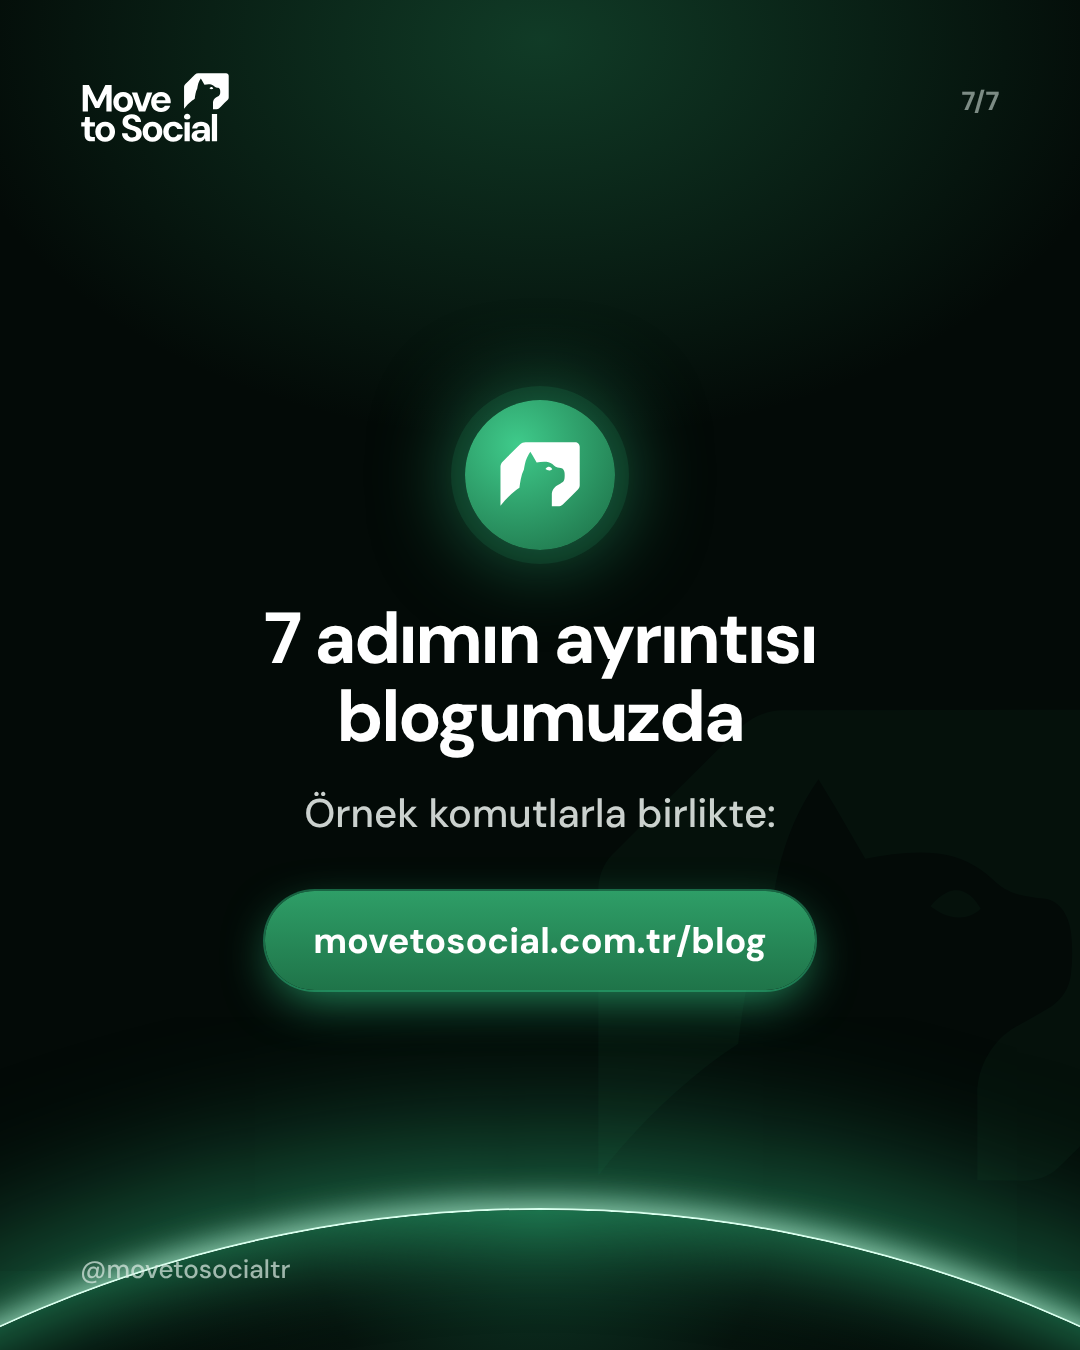 Move
to Social
7/7
7 adımın ayrıntısı
blogumuzda
Örnek komutlarla birlikte:
movetosocial.com.tr/blog
@movetosocialtr